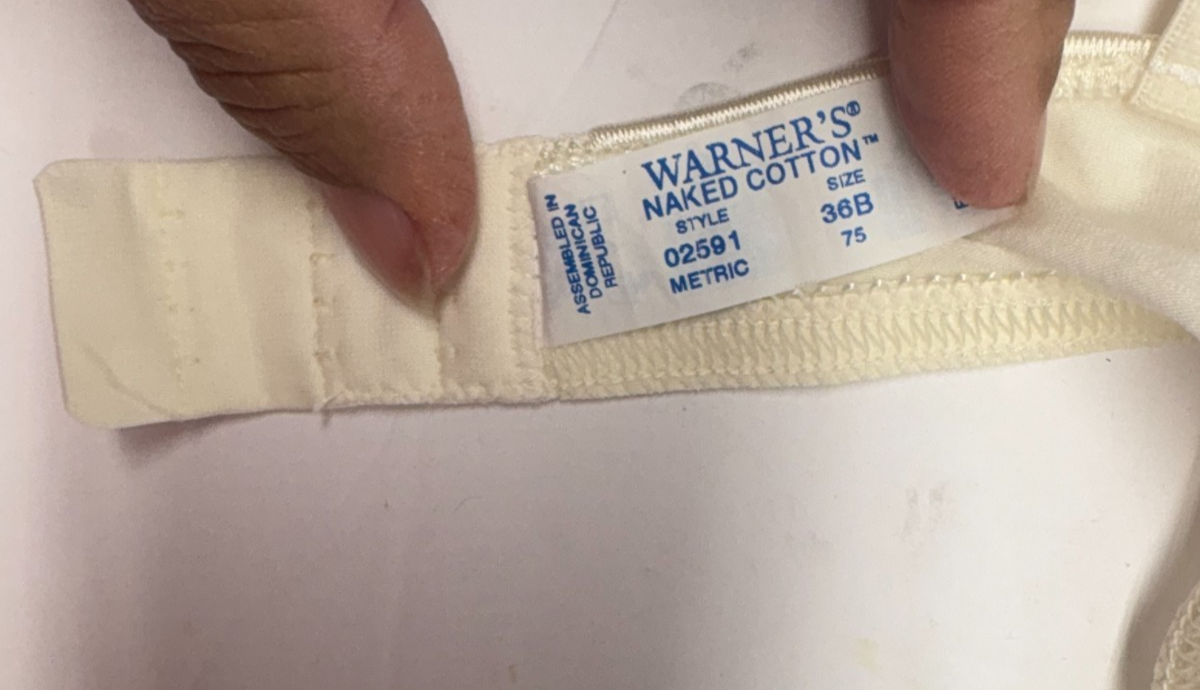 WARNER'S®
NAKED COTTON™
STYLE SIZE
02591 36B
METRIC 75
ASSEMBLED IN
DOMINICAN
REPUBLIC